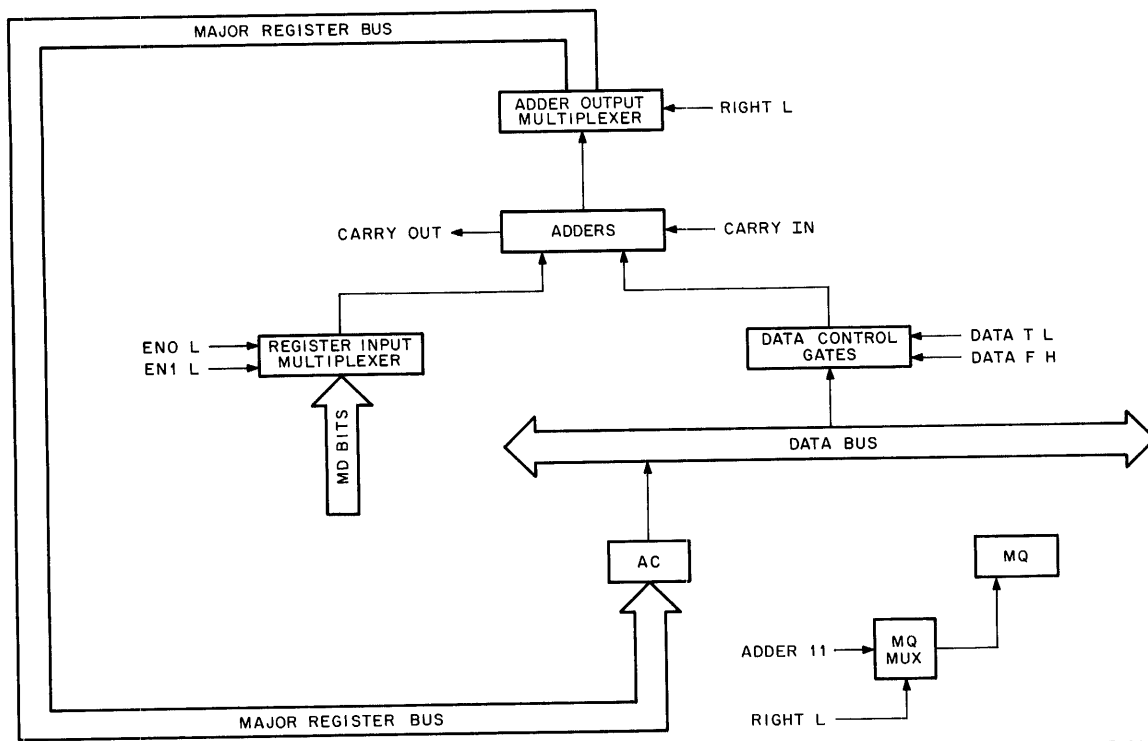 MAJOR REGISTER BUS
ADDER OUTPUT
MULTIPLEXER
RIGHT L
CARRY OUT
ADDERS
CARRY IN
EN0 L
EN1 L
REGISTER INPUT
MULTIPLEXER
DATA CONTROL
GATES
DATA T L
DATA F H
MD BITS
DATA BUS
AC
MQ
ADDER 11
MQ
MUX
RIGHT L
MAJOR REGISTER BUS